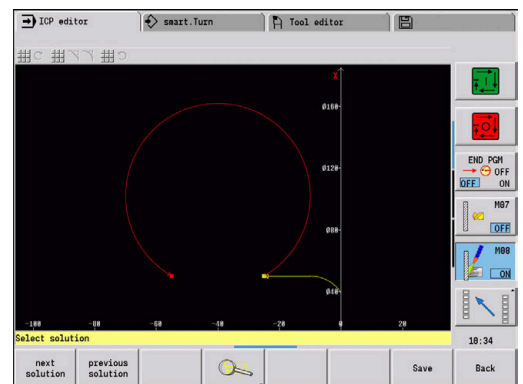 ICP editor
smart.Turn
Tool editor
X
Ø160
Ø120
Ø80
Ø40
-100 -80 -60 -40 -20 0 20
Select solution
END PGM
OFF
OFF ON
M07
OFF
M08
ON
10:34
next solution
previous solution
Save
Back